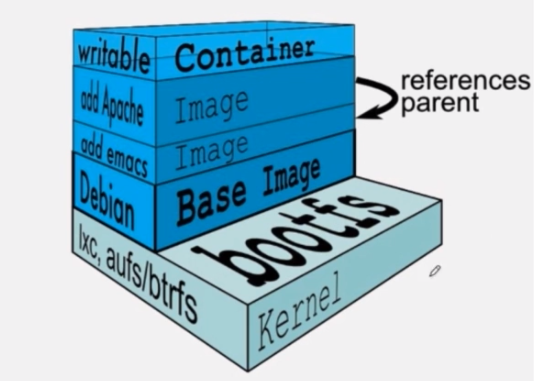 writable Container
add Apache Image
references
parent
add emacs Image
Debian Base Image
bootfs
lxc, aufs/btrfs
Kernel